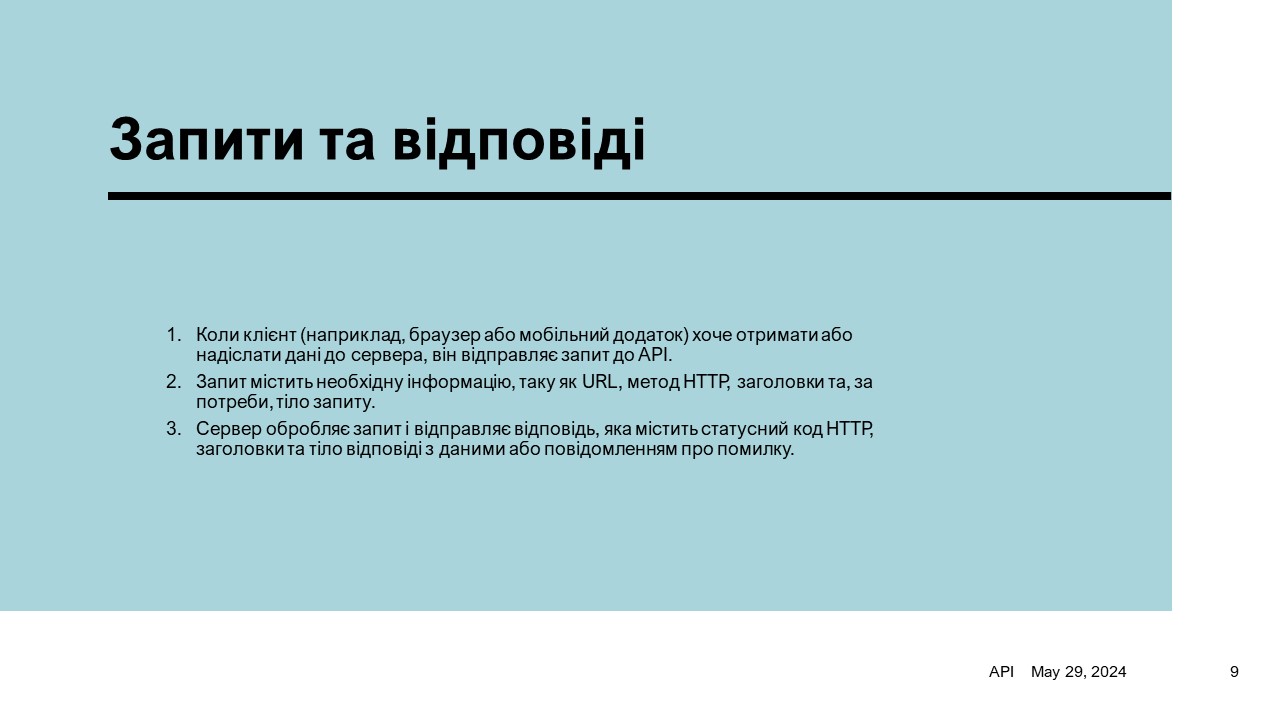 Запити та відповіді
1. Коли клієнт (наприклад, браузер або мобільний додаток) хоче отримати або
надіслати дані до сервера, він відправляє запит до API.
2. Запит містить необхідну інформацію, таку як URL, метод HTTP, заголовки та, за
потреби, тіло запиту.
3. Сервер обробляє запит і відправляє відповідь, яка містить статусний код HTTP,
заголовки та тіло відповіді з даними або повідомленням про помилку.
API May 29, 2024 9